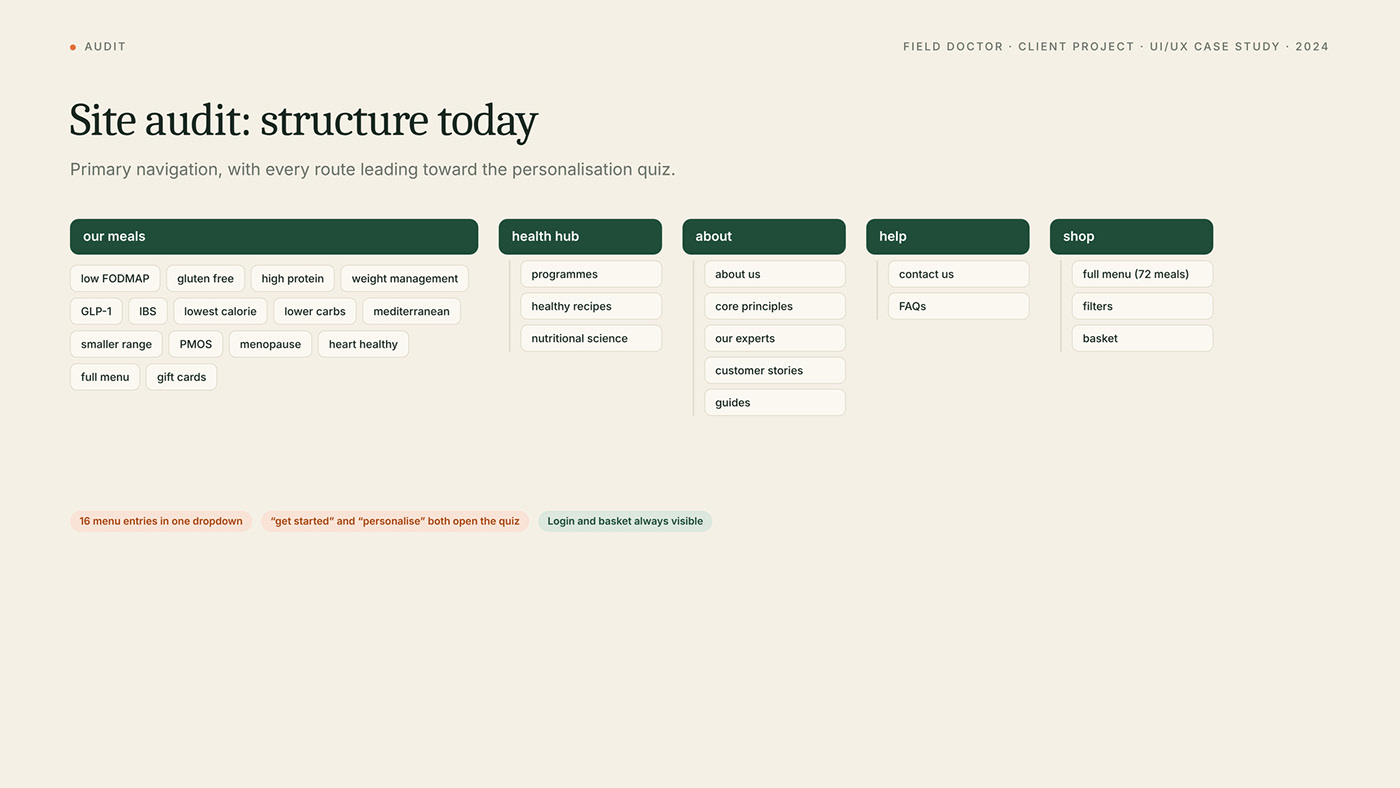 AUDIT
FIELD DOCTOR · CLIENT PROJECT · UI/UX CASE STUDY · 2024
Site audit: structure today
Primary navigation, with every route leading toward the personalisation quiz.
our meals
low FODMAP
gluten free
high protein
weight management
GLP-1
IBS
lowest calorie
lower carbs
mediterranean
smaller range
PMOS
menopause
heart healthy
full menu
gift cards
health hub
programmes
healthy recipes
nutritional science
about
about us
core principles
our experts
customer stories
guides
help
contact us
FAQs
shop
full menu (72 meals)
filters
basket
16 menu entries in one dropdown
“get started” and “personalise” both open the quiz
Login and basket always visible